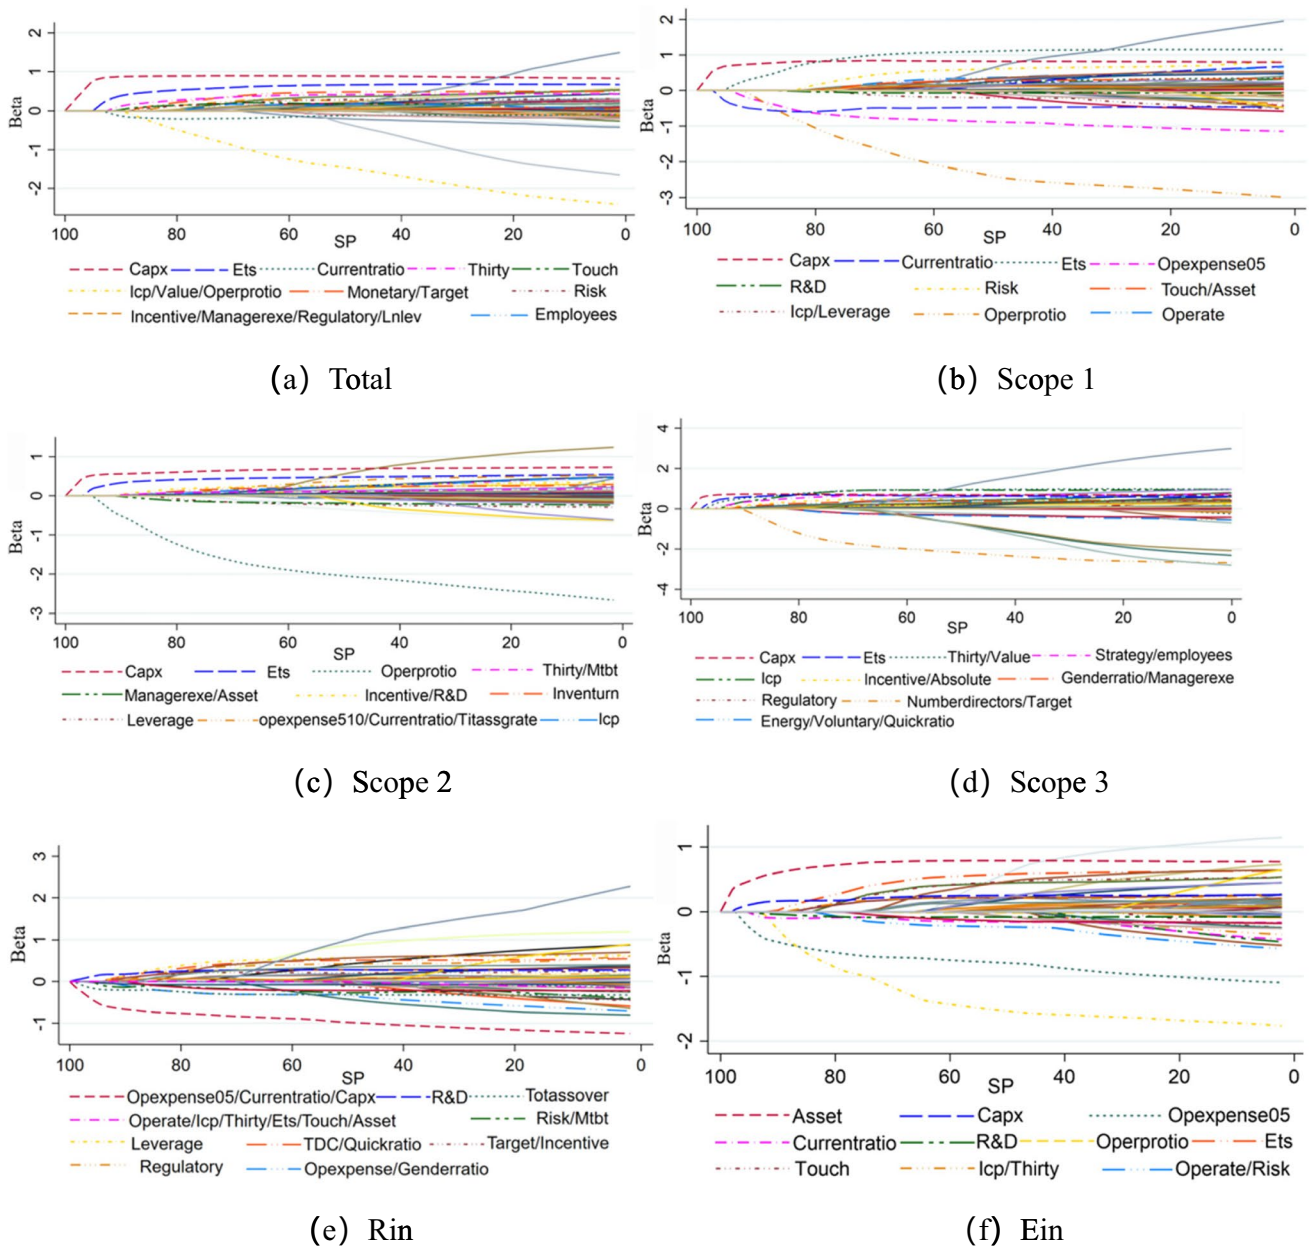 2
1
0
-1
-2
Beta
100
80
60
40
20
0
SP
Capx Ets Currentratio Thirty Touch
Icp/Value/Operprotio Monetary/Target Risk
Incentive/Managerexe/Regulatory/Lnlev Employees
(a) Total
2
1
0
-1
-2
-3
Beta
100
80
60
40
20
0
SP
Capx Currentratio Ets Opexpense05
R&D Risk Touch/Asset
Icp/Leverage Operprotio Operate
(b) Scope 1
1
0
-1
-2
-3
Beta
100
80
60
40
20
0
SP
Capx Ets Operprotio Thirty/Mtbt
Managerexe/Asset Incentive/R&D Inventurn
Leverage opexpense510/Currentratio/Titassgrate Icp
(c) Scope 2
4
2
0
-2
-4
Beta
100
80
60
40
20
0
SP
Capx Ets Thirty/Value Strategy/employees
Icp Incentive/Absolute Genderratio/Managerexe
Regulatory Numberdirectors/Target
Energy/Voluntary/Quickratio
(d) Scope 3
3
2
1
0
-1
Beta
100
80
60
40
20
0
SP
Opexpense05/Currentratio/Capx R&D Totassover
Operate/Icp/Thirty/Ets/Touch/Asset Risk/Mtbt
Leverage TDC/Quickratio Target/Incentive
Regulatory Opexpense/Genderratio
(e) Rin
1
0
-1
-2
Beta
100
80
60
40
20
0
SP
Asset Capx Opexpense05
Currentratio R&D Operprotio Ets
Touch Icp/Thirty Operate/Risk
(f) Ein